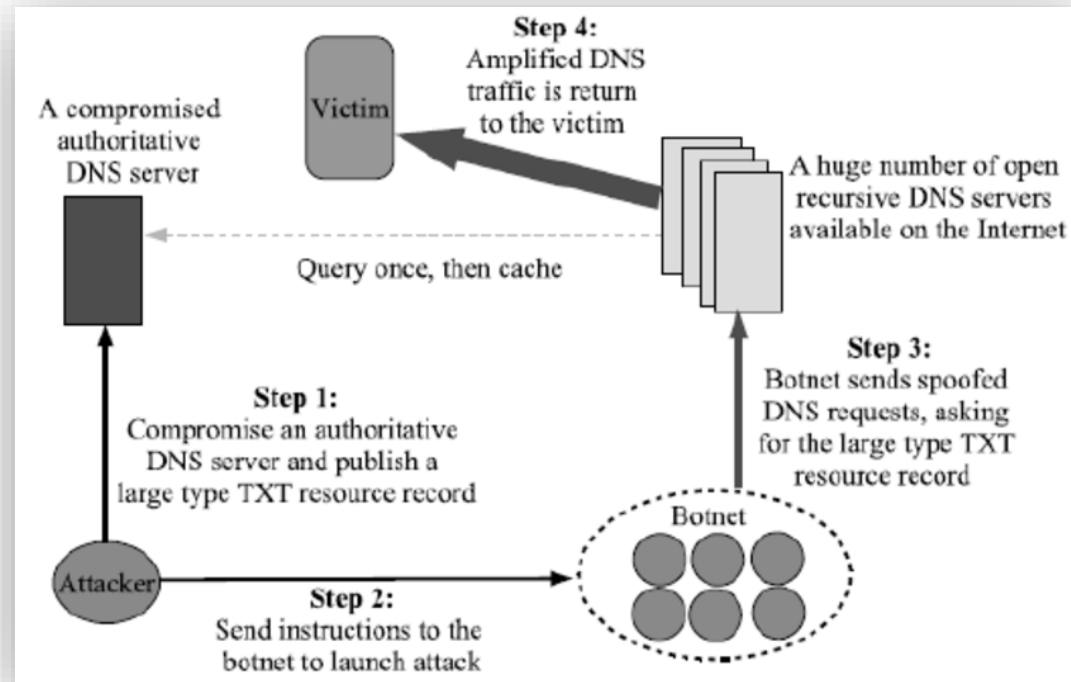 Step 4:
Amplified DNS
traffic is return
to the victim
Victim
A compromised
authoritative
DNS server
A huge number of open
recursive DNS servers
available on the Internet
Query once, then cache
Step 3:
Botnet sends spoofed
DNS requests, asking
for the large type TXT
resource record
Step 1:
Compromise an authoritative
DNS server and publish a
large type TXT resource record
Botnet
Attacker
Step 2:
Send instructions to the
botnet to launch attack